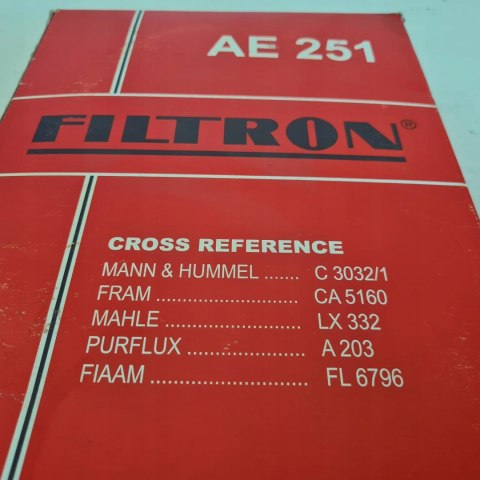 AE 251
FILTRON®
CROSS REFERENCE
MANN & HUMMEL ....... C 3032/1
FRAM .......................... CA 5160
MAHLE ......................... LX 332
PURFLUX ...................... A 203
FIAAM ............................. FL 6796